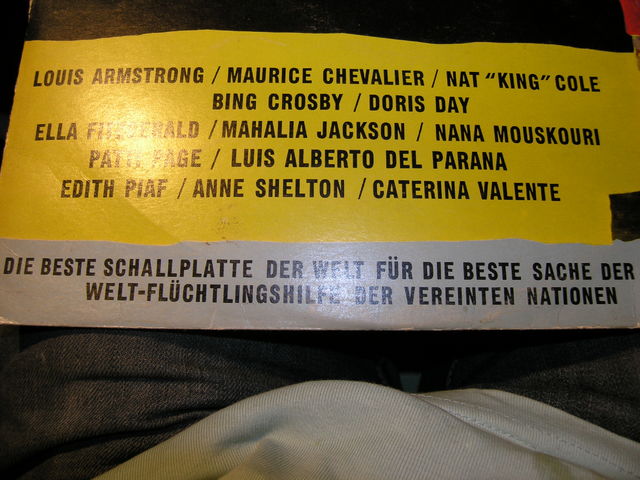 LOUIS ARMSTRONG / MAURICE CHEVALIER / NAT "KING" COLE
BING CROSBY / DORIS DAY
ELLA FITZGERALD / MAHALIA JACKSON / NANA MOUSKOURI
PATTI PAGE / LUIS ALBERTO DEL PARANA
EDITH PIAF / ANNE SHELTON / CATERINA VALENTE
DIE BESTE SCHALLPLATTE DER WELT FÜR DIE BESTE SACHE DER
WELT-FLÜCHTLINGSHILFE DER VEREINTEN NATIONEN